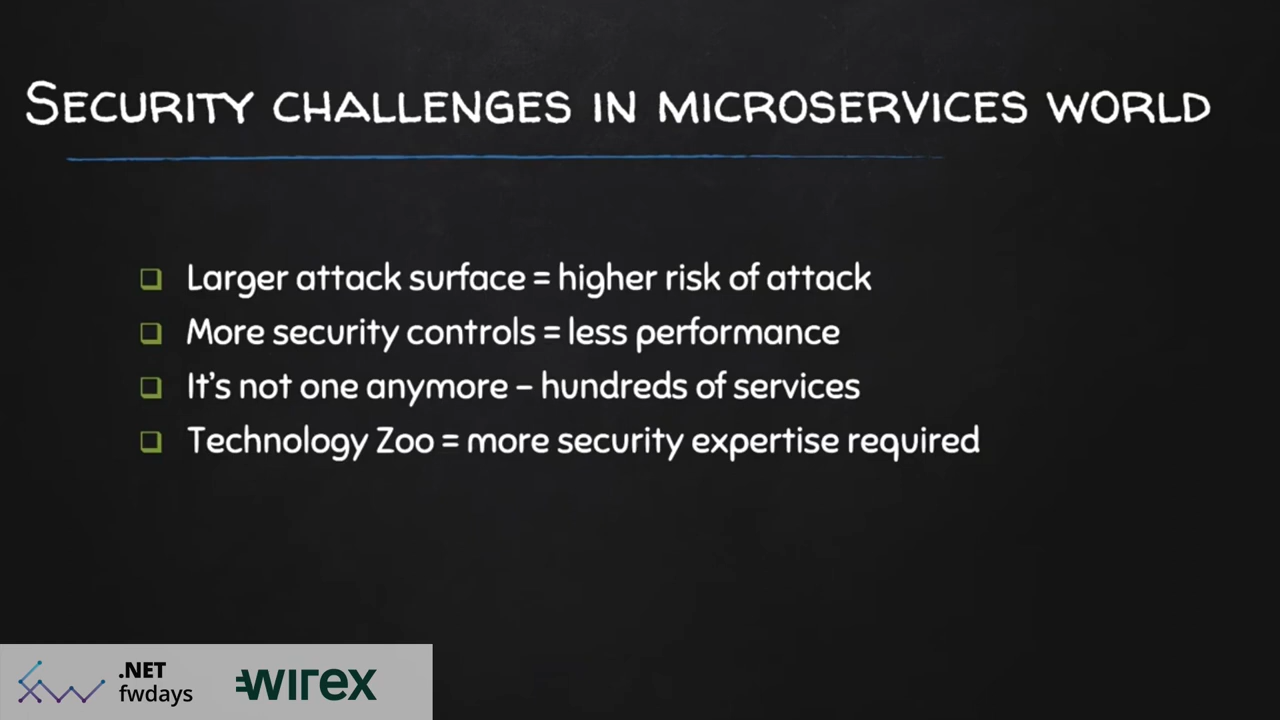 Security challenges in microservices world
Larger attack surface = higher risk of attack
More security controls = less performance
It's not one anymore – hundreds of services
Technology Zoo = more security expertise required
.NET
fwdays
wirex